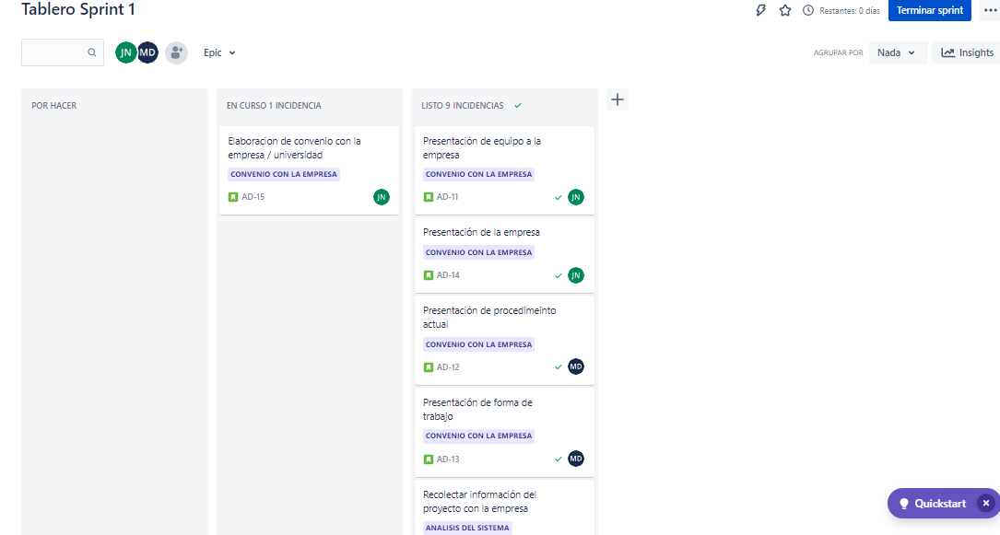 Tablero Sprint 1
Restantes: 0 días
Terminar sprint
JN
MD
Epic
AGRUPAR POR
Nada
Insights
POR HACER
EN CURSO 1 INCIDENCIA
Elaboracion de convenio con la
empresa / universidad
CONVENIO CON LA EMPRESA
AD-15
JN
LISTO 9 INCIDENCIAS
Presentación de equipo a la
empresa
CONVENIO CON LA EMPRESA
AD-11
JN
Presentación de la empresa
CONVENIO CON LA EMPRESA
AD-14
JN
Presentación de procedimeinto
actual
CONVENIO CON LA EMPRESA
AD-12
MD
Presentación de forma de
trabajo
CONVENIO CON LA EMPRESA
AD-13
MD
Recolectar información del
proyecto con la empresa
ANALISIS DEL SISTEMA
Quickstart